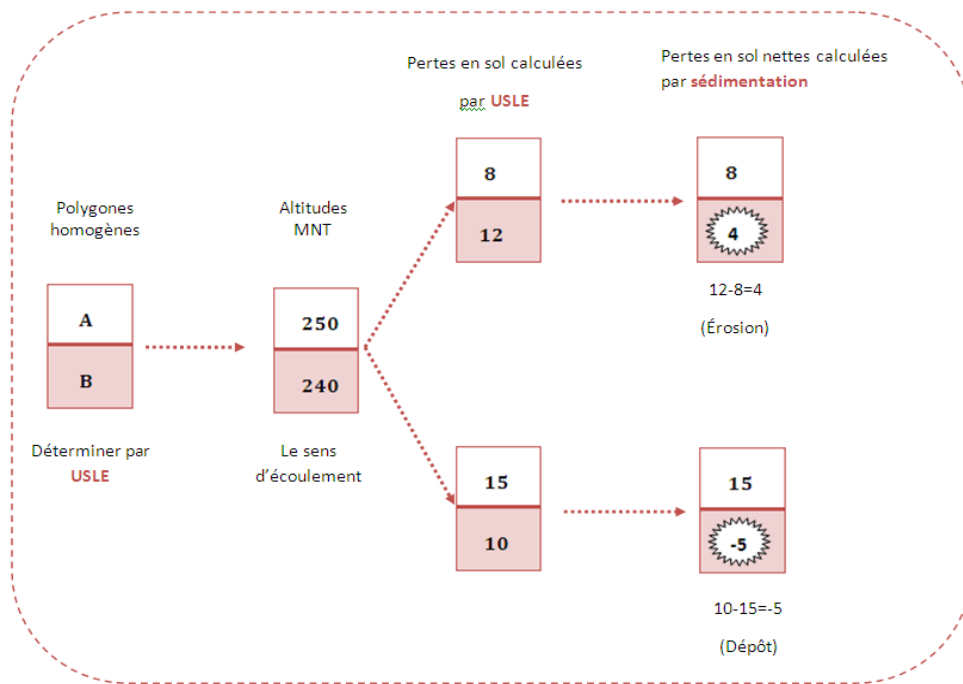 Polygones
homogènes
A
B
Déterminer par
USLE
Altitudes
MNT
250
240
Le sens
d'écoulement
Pertes en sol calculées
par USLE
8
12
15
10
Pertes en sol nettes calculées
par sédimentation
8
4
12-8=4
(Érosion)
15
-5
10-15=-5
(Dépôt)